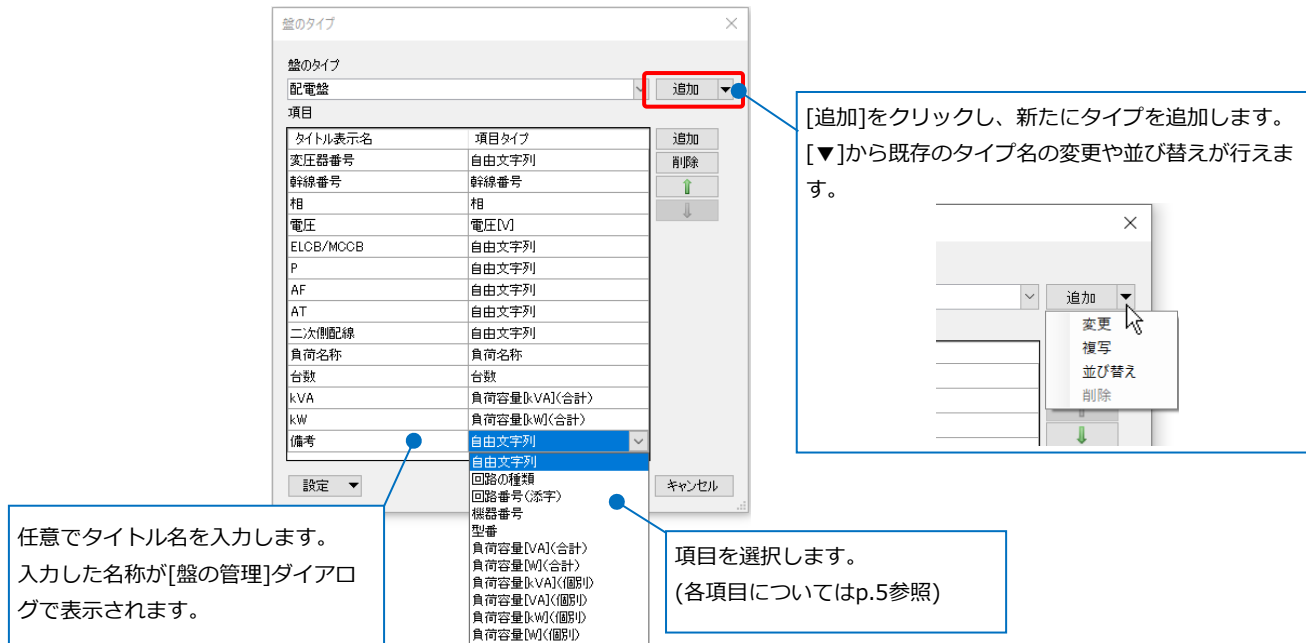 盤のタイプ
盤のタイプ
配電盤
追加 ▼
項目
タイトル表示名 項目タイプ
変圧器番号 自由文字列
幹線番号 幹線番号
相 相
電圧 電圧[V]
ELCB/MCCB 自由文字列
P 自由文字列
AF 自由文字列
AT 自由文字列
二次側配線 自由文字列
負荷名称 負荷名称
台数 台数
kVA 負荷容量[kVA](合計)
kW 負荷容量[kW](合計)
備考 自由文字列
追加
削除
自由文字列
回路の種類
回路番号(添字)
機器番号
型番
負荷容量[VA](合計)
負荷容量[W](合計)
負荷容量[kVA](個別)
負荷容量[VA](個別)
負荷容量[kW](個別)
負荷容量[W](個別)
設定 ▼
キャンセル
[追加]をクリックし、新たにタイプを追加します。
[▼]から既存のタイプ名の変更や並び替えが行えま
す。
追加 ▼
変更
複写
並び替え
削除
任意でタイトル名を入力します。
入力した名称が[盤の管理]ダイアロ
グで表示されます。
項目を選択します。
(各項目についてはp.5参照)